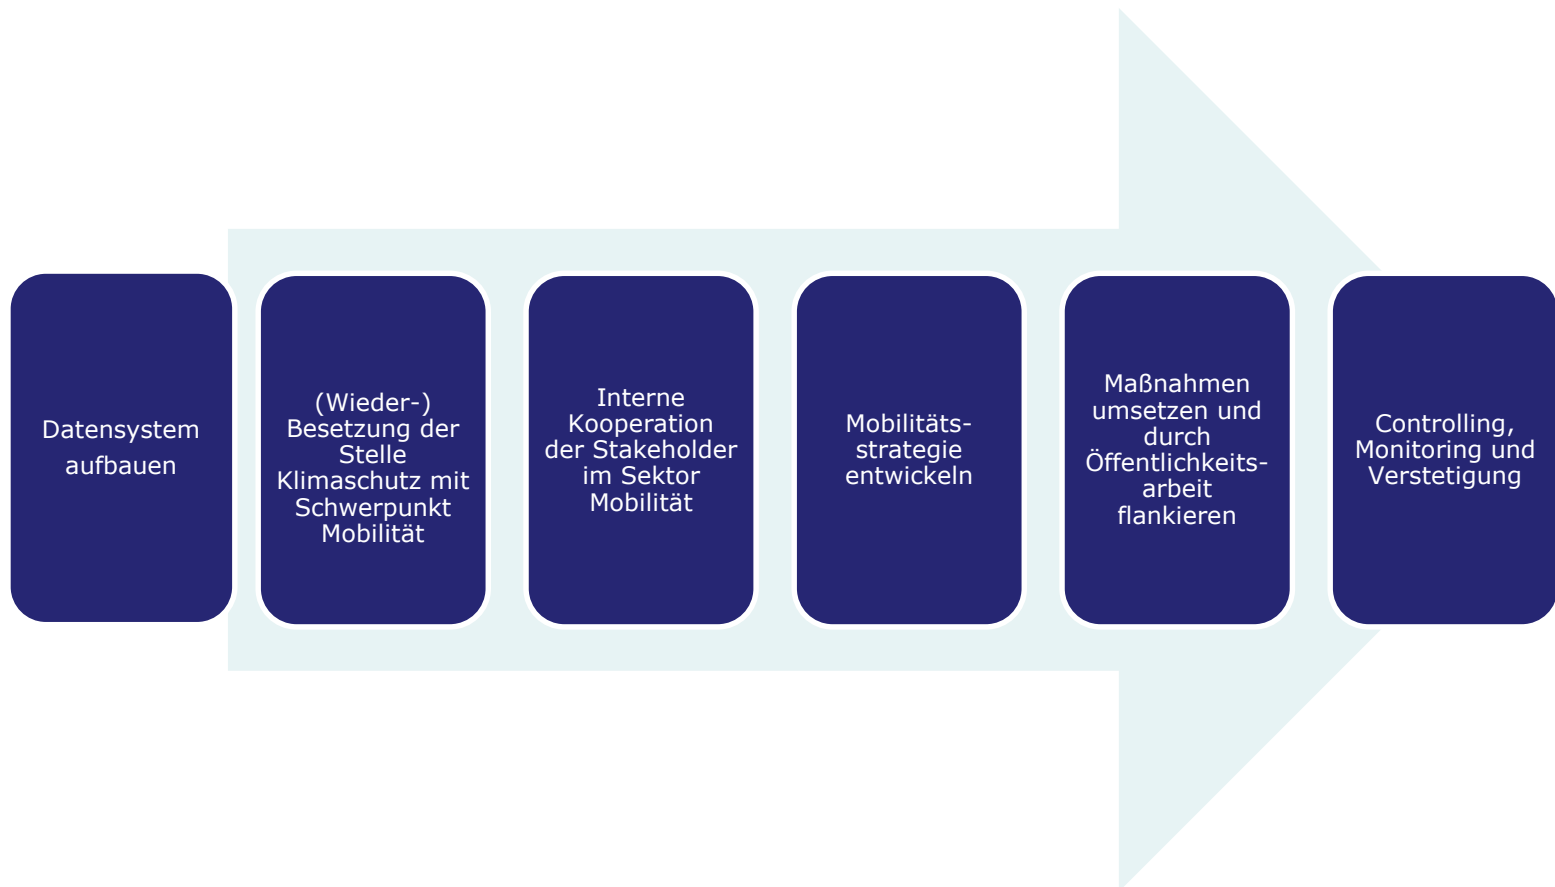 Datensystem
aufbauen
(Wieder-)
Besetzung der
Stelle
Klimaschutz mit
Schwerpunkt
Mobilität
Interne
Kooperation
der Stakeholder
im Sektor
Mobilität
Mobilitäts-
strategie
entwickeln
Maßnahmen
umsetzen und
durch
Öffentlichkeits-
arbeit
flankieren
Controlling,
Monitoring und
Verstetigung